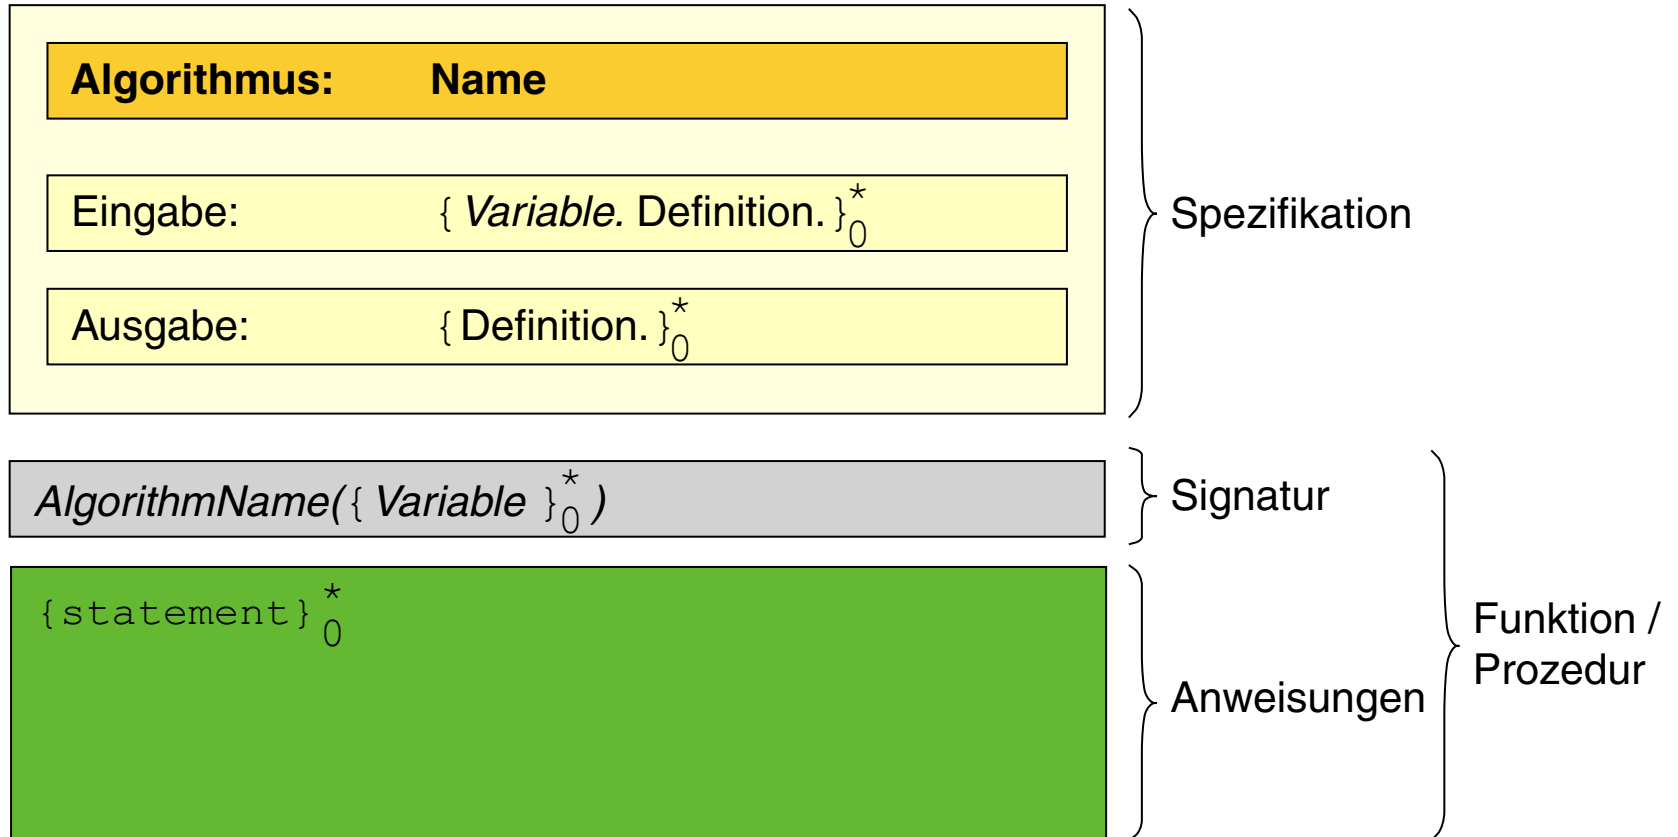 Algorithmus: Name
Eingabe: { Variable. Definition. }*0
Ausgabe: { Definition. }*0
Spezifikation
AlgorithmName({ Variable }*0 )
Signatur
{statement}*0
Anweisungen
Funktion /
Prozedur